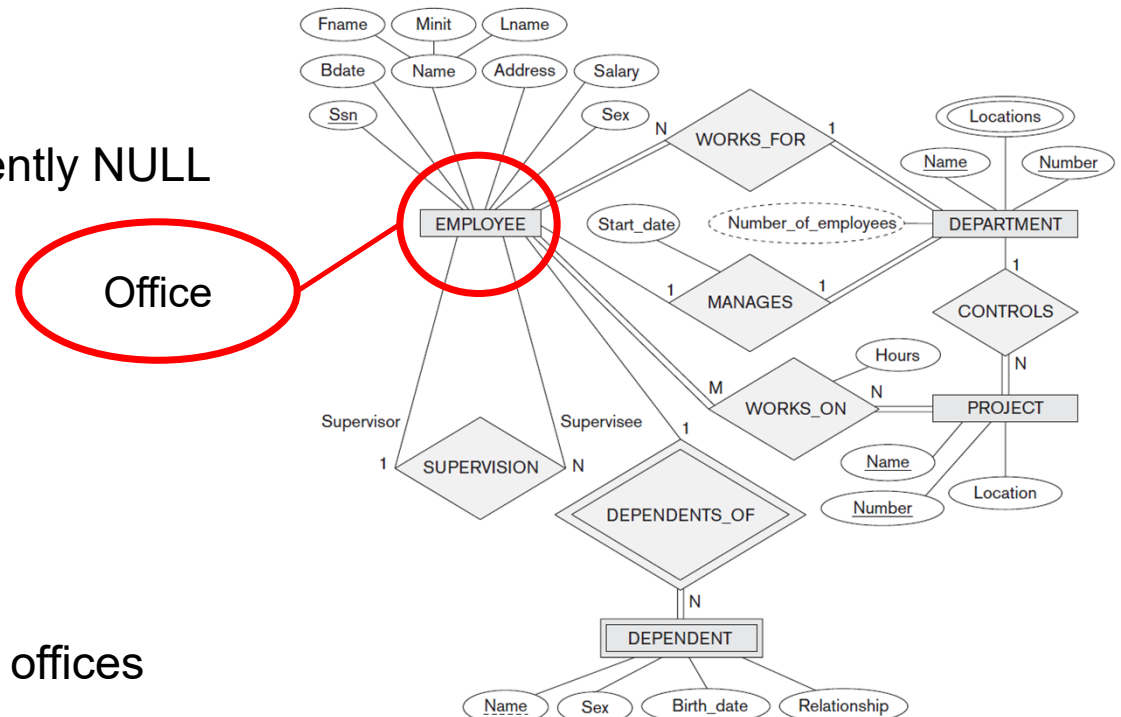 Fname Minit Lname
Bdate Name Address Salary
Ssn Sex
N WORKS_FOR 1
Locations
Name Number
NULL
EMPLOYEE
Start_date
Number_of_employees
DEPARTMENT
Office
1 MANAGES 1
1
CONTROLS
N
Hours
M WORKS_ON N
PROJECT
Supervisor
Supervisee
1 SUPERVISION N
1
Name
Number
Location
DEPENDENTS_OF
N
DEPENDENT
offices
Name Sex Birth_date Relationship